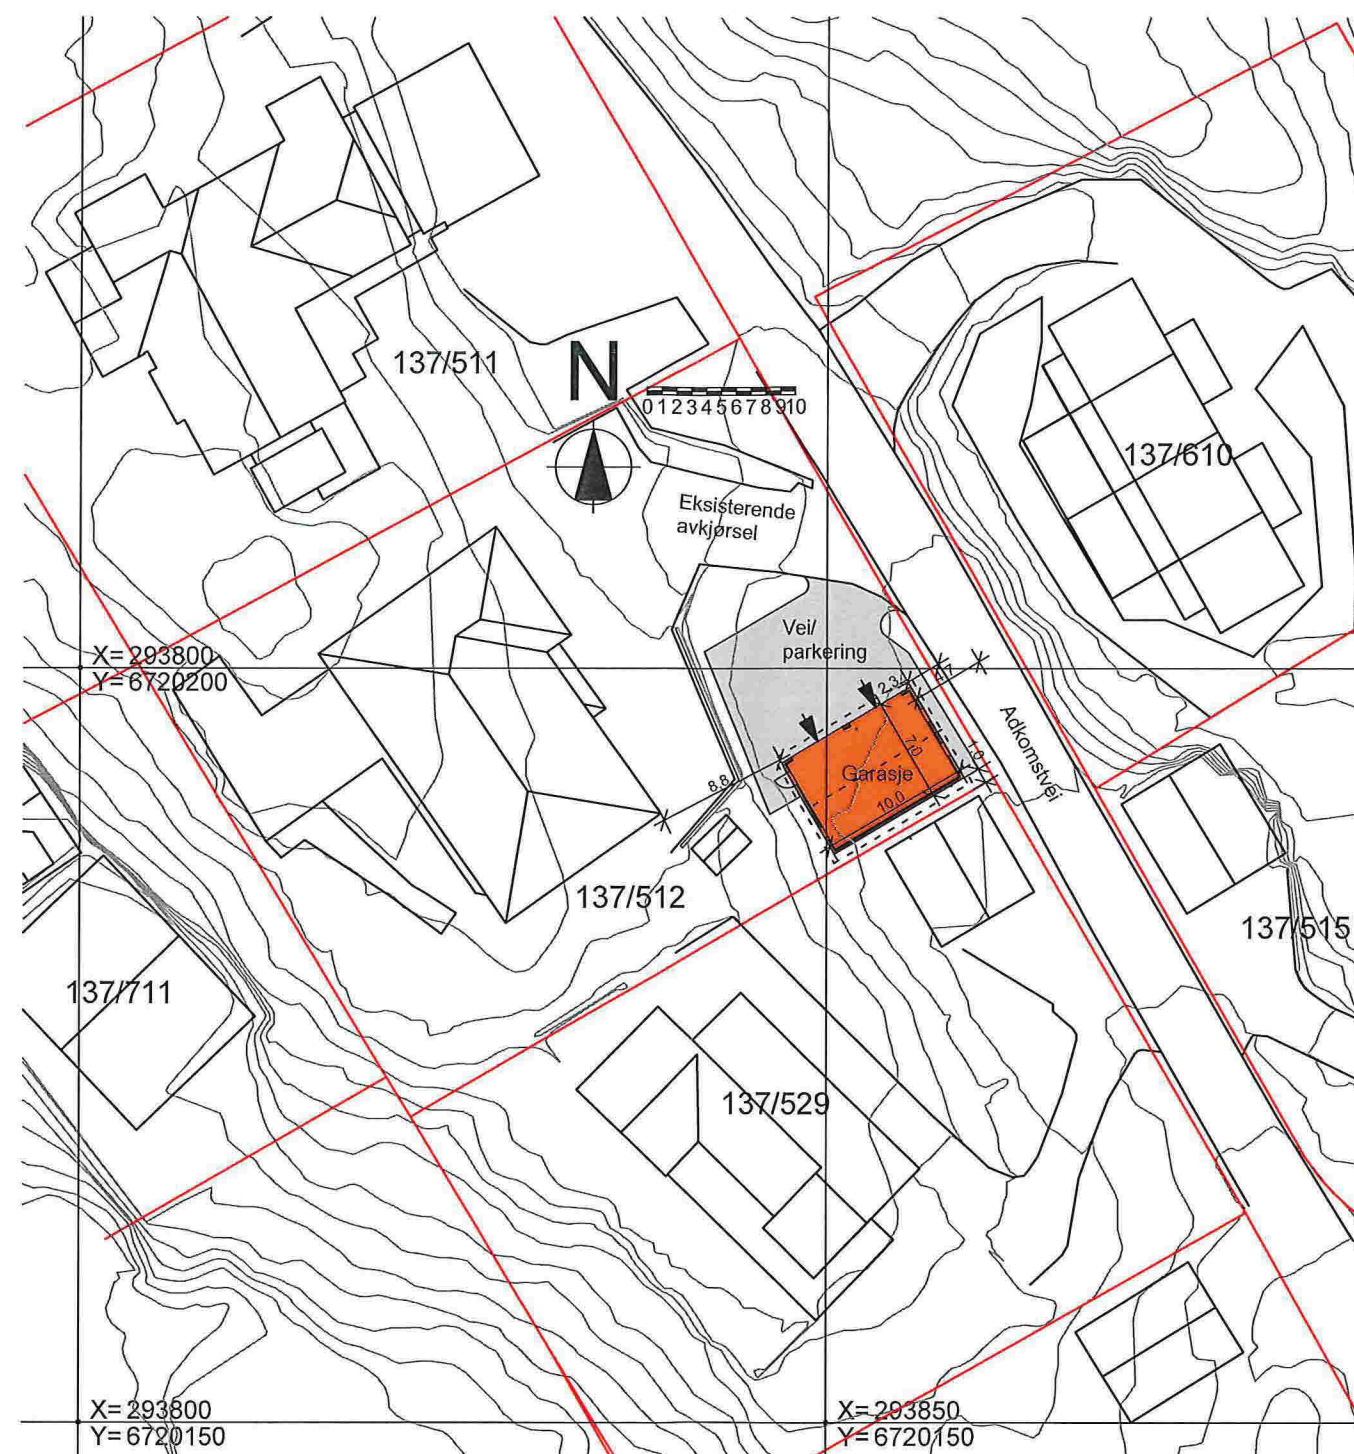 137/511
N
0 1 2 3 4 5 6 7 8 9 10
137/610
Eksisterende
avkjørsel
Vei/
parkering
X= 293800
Y= 6720200
2,3
Adkomstvei
7,0
1,0
Garasje
8,8
10,0
137/512
137/515
137/711
137/529
X= 293800
Y= 6720150
X= 293850
Y= 6720150